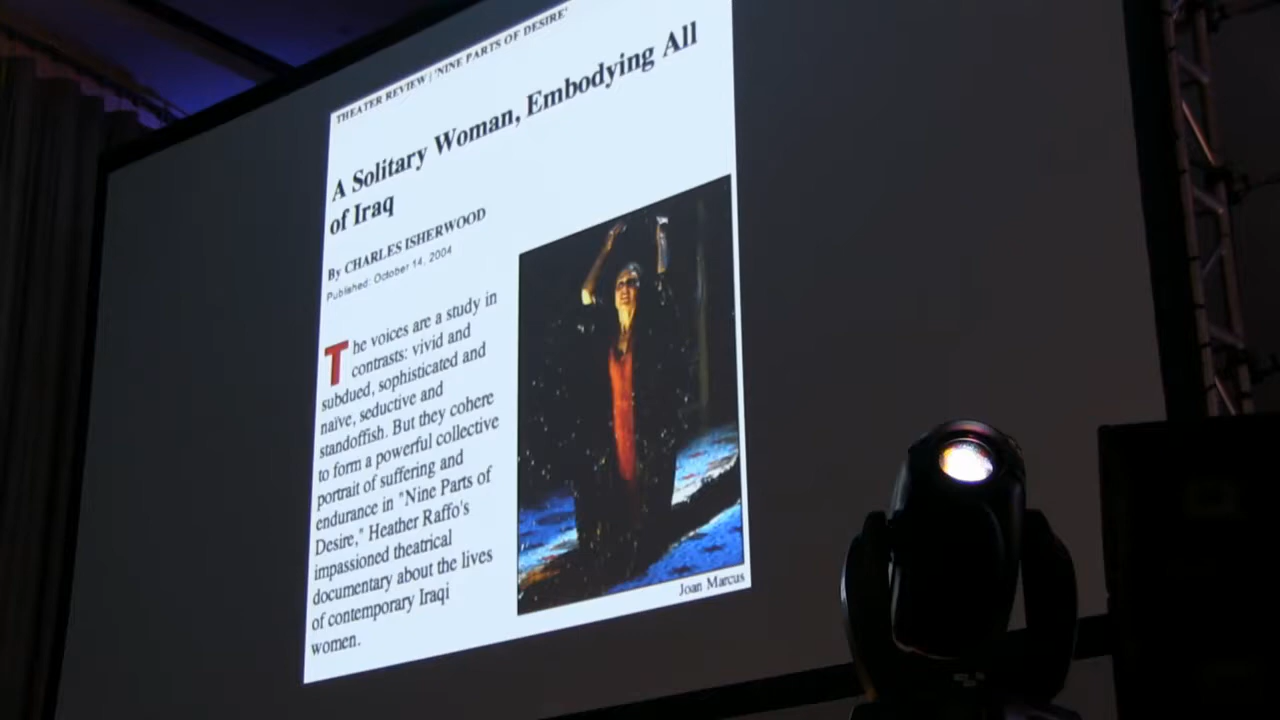 THEATER REVIEW | 'NINE PARTS OF DESIRE'
A Solitary Woman, Embodying All
of Iraq
By CHARLES ISHERWOOD
Published: October 14, 2004
The voices are a study in
contrasts: vivid and
subdued, sophisticated and
naïve, seductive and
standoffish. But they cohere
to form a powerful collective
portrait of suffering and
endurance in "Nine Parts of
Desire," Heather Raffo's
impassioned theatrical
documentary about the lives
of contemporary Iraqi
women.
Joan Marcus